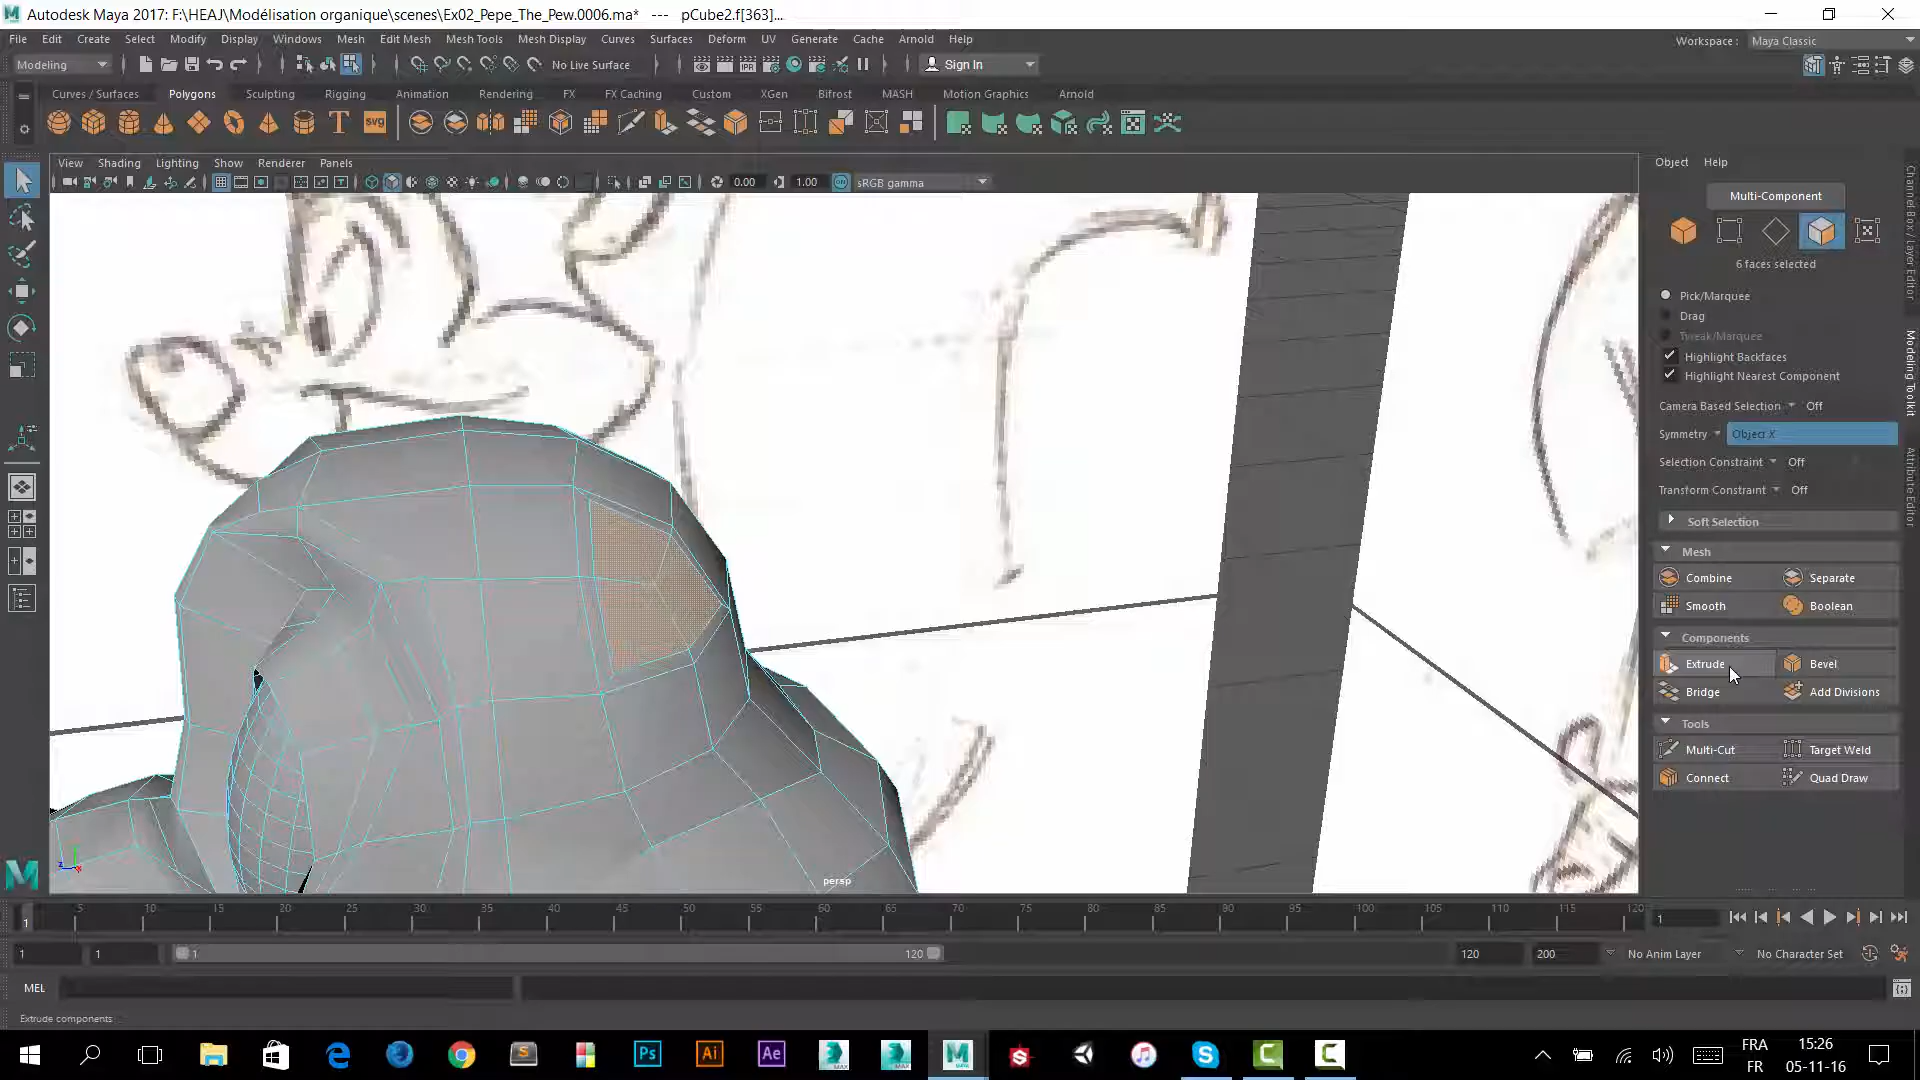 Autodesk Maya 2017: F:\HEAJ\Modélisation organique\scenes\Ex02_Pepe_The_Pew.0006.ma*   ---   pCube2.f[363]...
File Edit Create Select Modify Display Windows Mesh Edit Mesh Mesh Tools Mesh Display Curves Surfaces Deform UV Generate Cache Arnold Help
Workspace : Maya Classic
Modeling No Live Surface Sign In
Curves / Surfaces Polygons Sculpting Rigging Animation Rendering FX FX Caching Custom XGen Bifrost MASH Motion Graphics Arnold
T SVG
View Shading Lighting Show Renderer Panels
0.00 1.00 sRGB gamma
Object Help
Multi-Component
6 faces selected
Pick/Marquee
Drag
Tweak/Marquee
Highlight Backfaces
Highlight Nearest Component
Camera Based Selection Off
Symmetry Object X
Selection Constraint Off
Transform Constraint Off
Soft Selection
Mesh
Combine Separate
Smooth Boolean
Components
Extrude Bevel
Bridge Add Divisions
Tools
Multi-Cut Target Weld
Connect Quad Draw
Channel Box / Layer Editor
Modeling Toolkit
Attribute Editor
persp
5 10 15 20 25 30 35 40 45 50 55 60 65 70 75 80 85 90 95 100 105 110 115 120
1 1
1 1 1 120 120 200 No Anim Layer No Character Set
MEL
Extrude components
Ps Ai Ae
FRA
FR
15:26
05-11-16